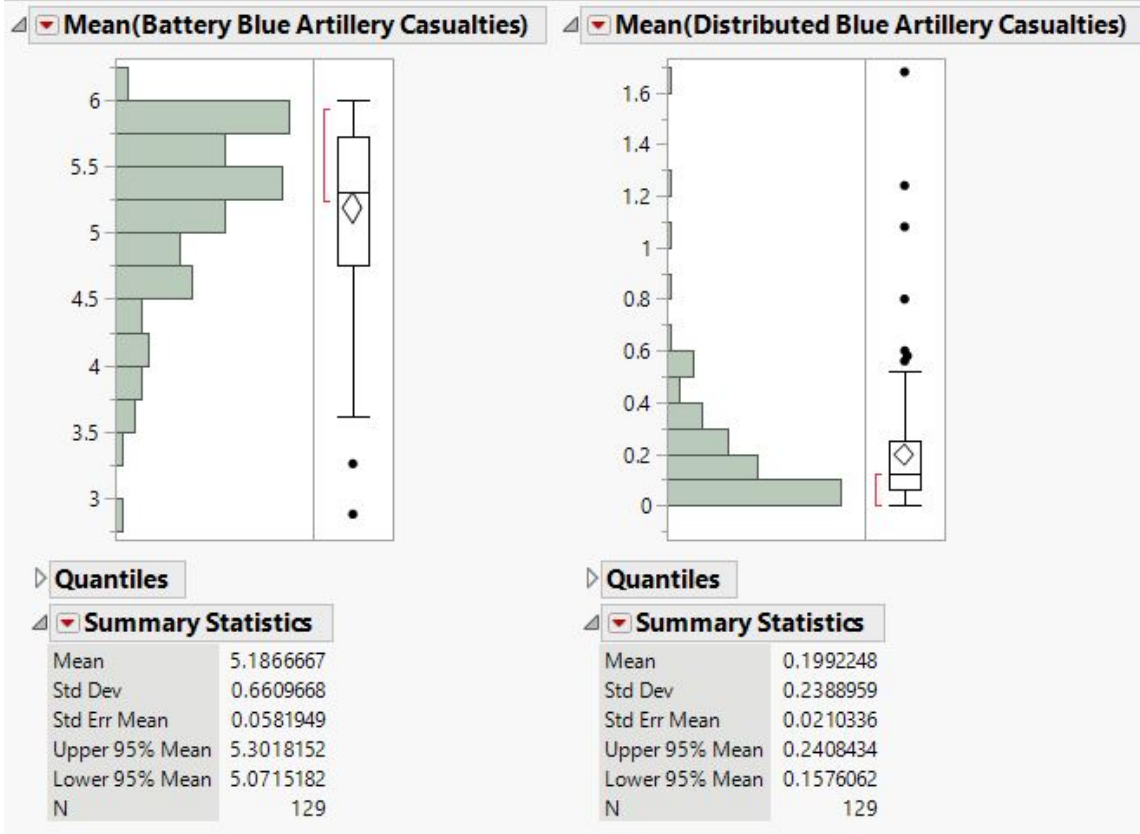 Mean(Battery Blue Artillery Casualties)
6
5.5
5
4.5
4
3.5
3
Quantiles
Summary Statistics
Mean 5.1866667
Std Dev 0.6609668
Std Err Mean 0.0581949
Upper 95% Mean 5.3018152
Lower 95% Mean 5.0715182
N 129
Mean(Distributed Blue Artillery Casualties)
1.6
1.4
1.2
1
0.8
0.6
0.4
0.2
0
Quantiles
Summary Statistics
Mean 0.1992248
Std Dev 0.2388959
Std Err Mean 0.0210336
Upper 95% Mean 0.2408434
Lower 95% Mean 0.1576062
N 129